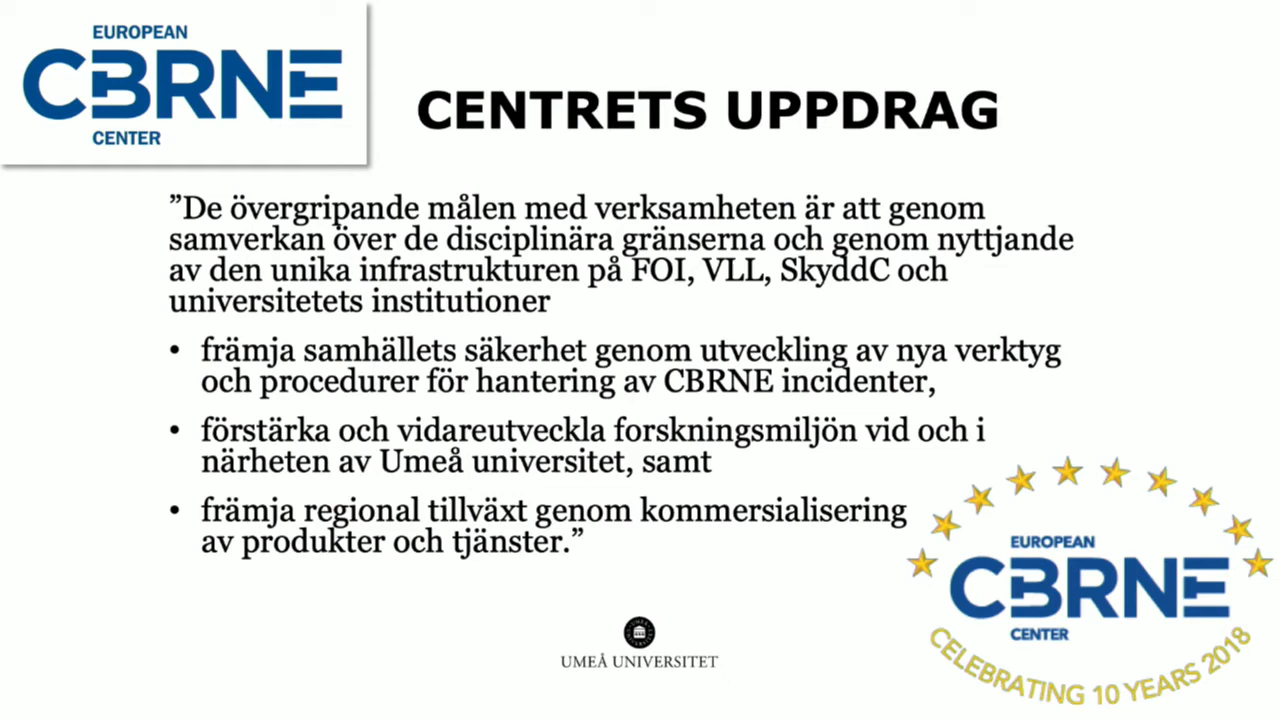 EUROPEAN
CBRNE
CENTER
CENTRETS UPPDRAG
”De övergripande målen med verksamheten är att genom
samverkan över de disciplinära gränserna och genom nyttjande
av den unika infrastrukturen på FOI, VLL, SkyddC och
universitetets institutioner
• främja samhällets säkerhet genom utveckling av nya verktyg
och procedurer för hantering av CBRNE incidenter,
• förstärka och vidareutveckla forskningsmiljön vid och i
närheten av Umeå universitet, samt
• främja regional tillväxt genom kommersialisering
av produkter och tjänster.”
EUROPEAN
CBRNE
CENTER
CELEBRATING 10 YEARS 2018
UMEÅ UNIVERSITET